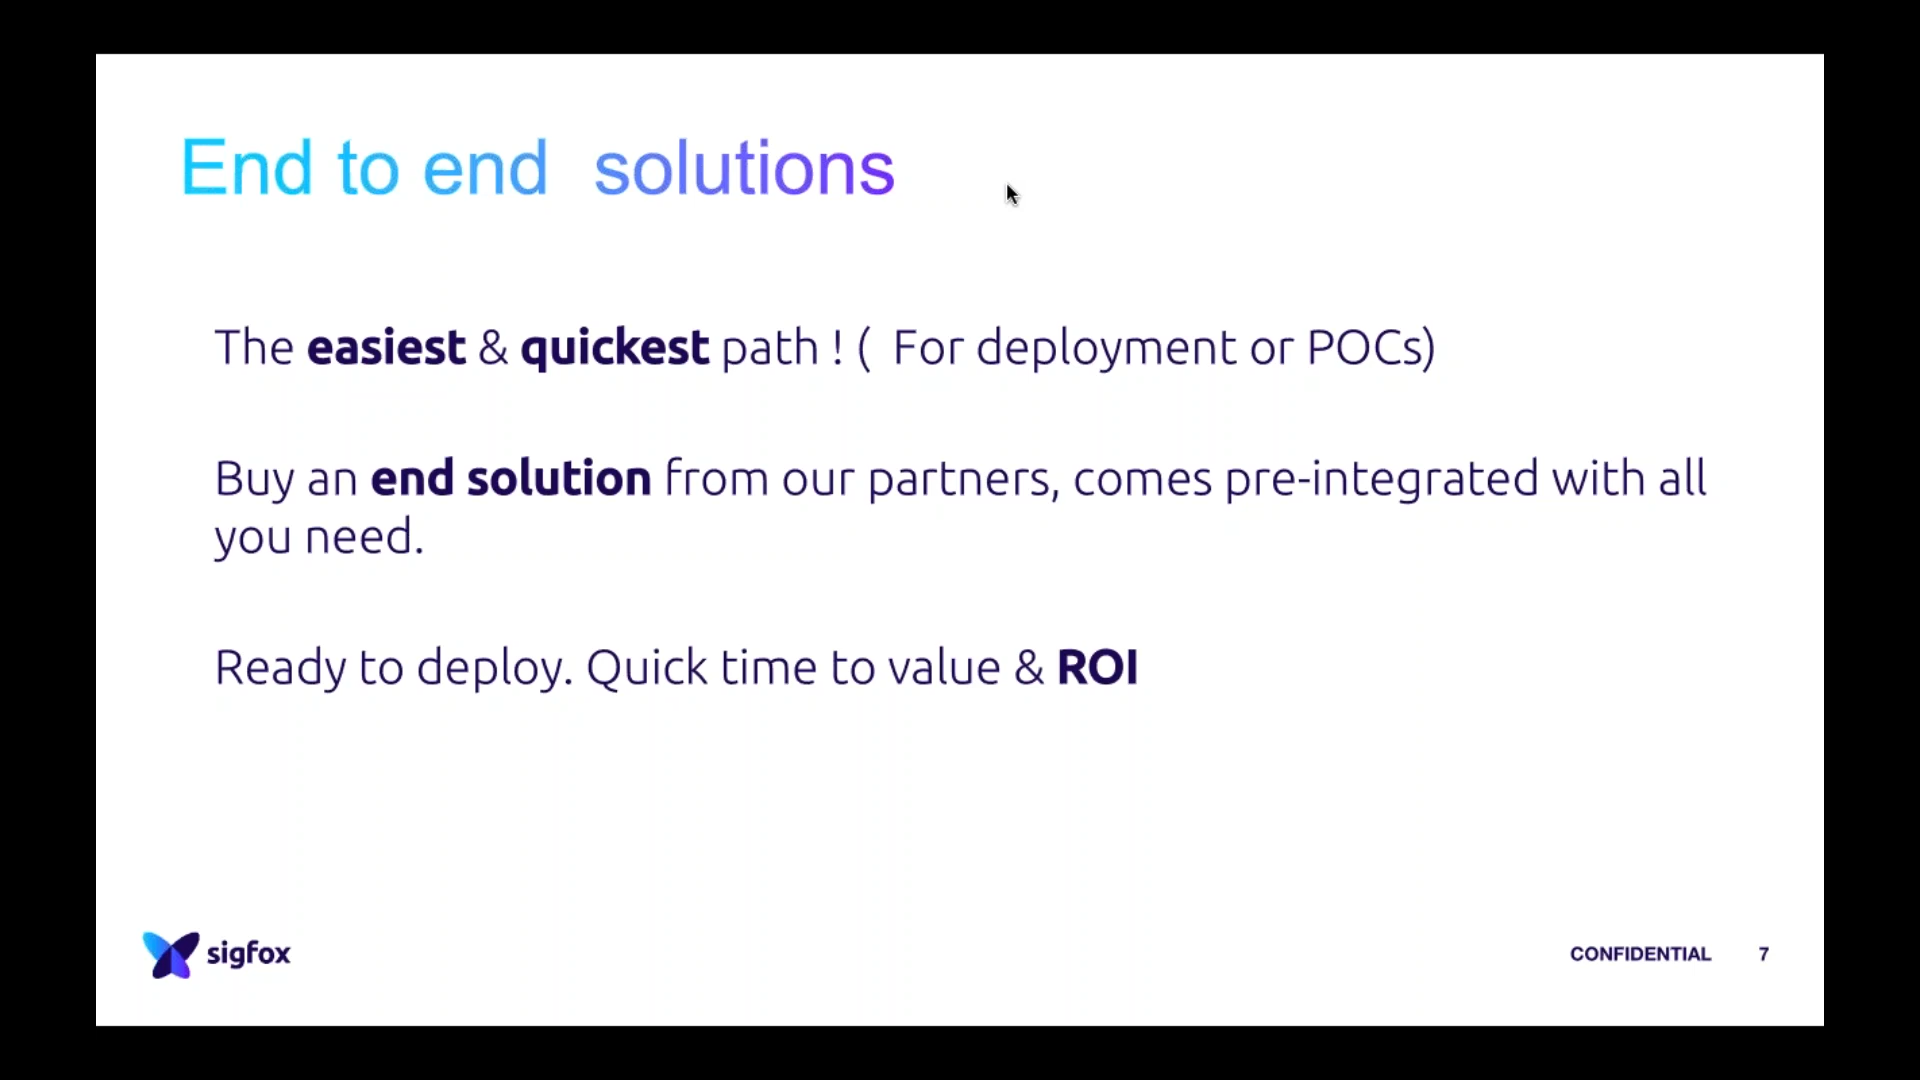 End to end  solutions
The easiest & quickest path ! (  For deployment or POCs)
Buy an end solution from our partners, comes pre-integrated with all
you need.
Ready to deploy. Quick time to value & ROI
sigfox
CONFIDENTIAL 7